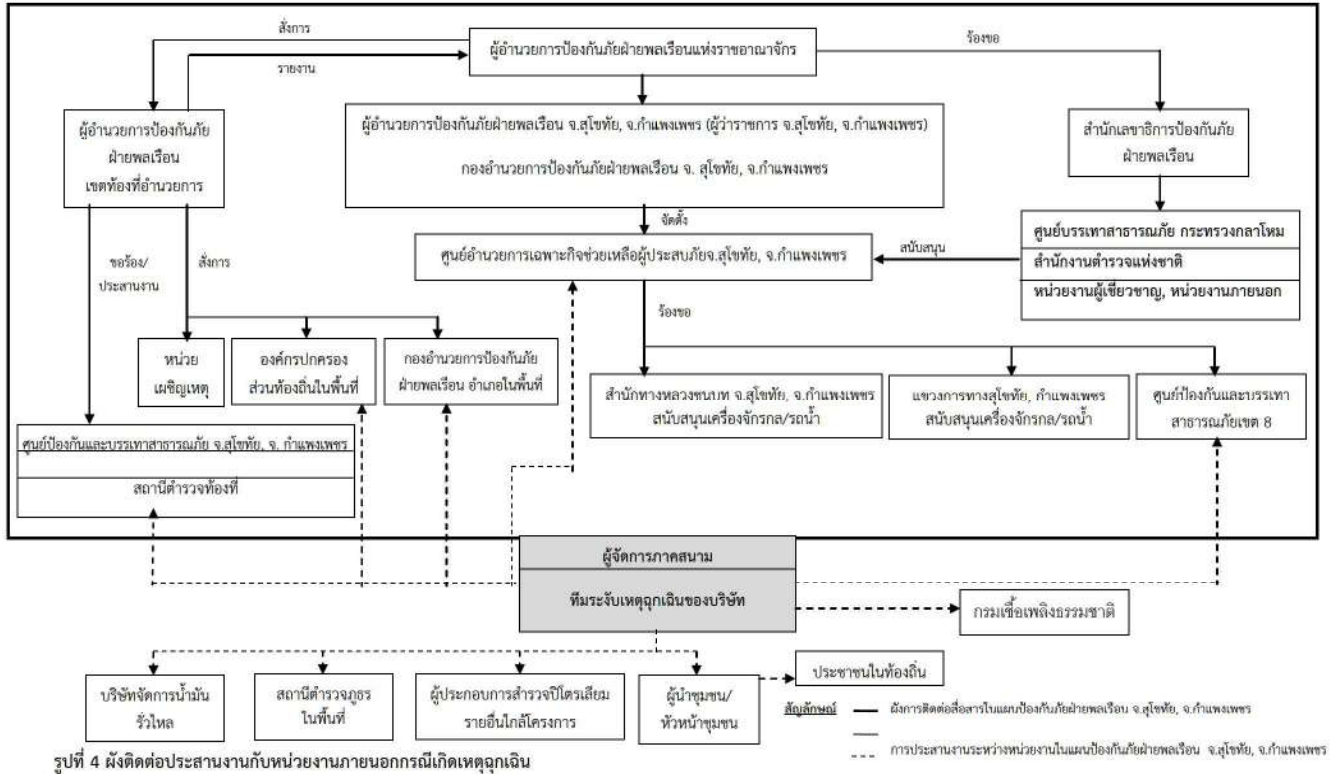 สั่งการ
ผู้อำนวยการป้องกันภัยฝ่ายพลเรือนแห่งราชอาณาจักร
ร้องขอ
รายงาน
ผู้อำนวยการป้องกันภัย
ฝ่ายพลเรือน
เขตท้องที่อำนวยการ
ผู้อำนวยการป้องกันภัยฝ่ายพลเรือน จ.สุโขทัย, จ.กำแพงเพชร (ผู้ว่าราชการ จ.สุโขทัย, จ.กำแพงเพชร)
กองอำนวยการป้องกันภัยฝ่ายพลเรือน จ. สุโขทัย, จ.กำแพงเพชร
สำนักเลขาธิการป้องกันภัย
ฝ่ายพลเรือน
จัดตั้ง
ศูนย์อำนวยการเฉพาะกิจช่วยเหลือผู้ประสบภัยจ.สุโขทัย, จ.กำแพงเพชร
สนับสนุน
ศูนย์บรรเทาสาธารณภัย กระทรวงกลาโหม
สำนักงานตำรวจแห่งชาติ
หน่วยงานผู้เชี่ยวชาญ, หน่วยงานภายนอก
ขอร้อง/
ประสานงาน
สั่งการ
ร้องขอ
หน่วย
เผชิญเหตุ
องค์กรปกครอง
ส่วนท้องถิ่นในพื้นที่
กองอำนวยการป้องกันภัย
ฝ่ายพลเรือน อำเภอในพื้นที่
สำนักทางหลวงชนบท จ.สุโขทัย, จ.กำแพงเพชร
สนับสนุนเครื่องจักรกล/รถน้ำ
แขวงการทางสุโขทัย, กำแพงเพชร
สนับสนุนเครื่องจักรกล/รถน้ำ
ศูนย์ป้องกันและบรรเทา
สาธารณภัยเขต 8
ศูนย์ป้องกันและบรรเทาสาธารณภัย จ.สุโขทัย, จ. กำแพงเพชร
สถานีตำรวจท้องที่
ผู้จัดการภาคสนาม
ทีมระงับเหตุฉุกเฉินของบริษัท
กรมเชื้อเพลิงธรรมชาติ
บริษัทจัดการน้ำมัน
รั่วไหล
สถานีตำรวจภูธร
ในพื้นที่
ผู้ประกอบการสำรวจปิโตรเลียม
รายอื่นใกล้โครงการ
ผู้นำชุมชน/
หัวหน้าชุมชน
ประชาชนในท้องถิ่น
สัญลักษณ์ ผังการติดต่อสื่อสารในแผนป้องกันภัยฝ่ายพลเรือน จ.สุโขทัย, จ.กำแพงเพชร
การประสานงานระหว่างหน่วยงานในแผนป้องกันภัยฝ่ายพลเรือน จ.สุโขทัย, จ.กำแพงเพชร
รูปที่ 4 ผังติดต่อประสานงานกับหน่วยงานภายนอกกรณีเกิดเหตุฉุกเฉิน